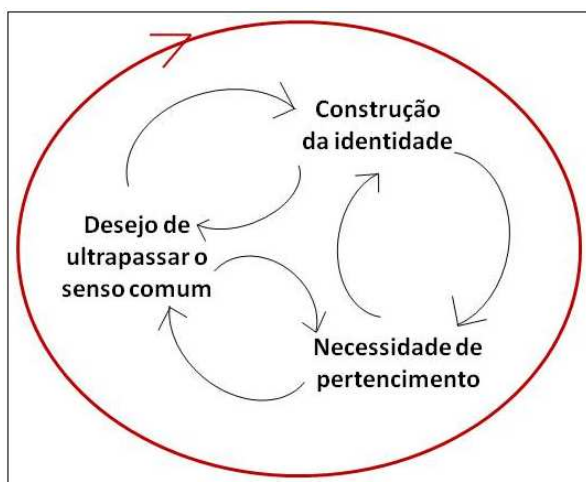 Construção
da identidade
Desejo de
ultrapassar o
senso comum
Necessidade de
pertencimento